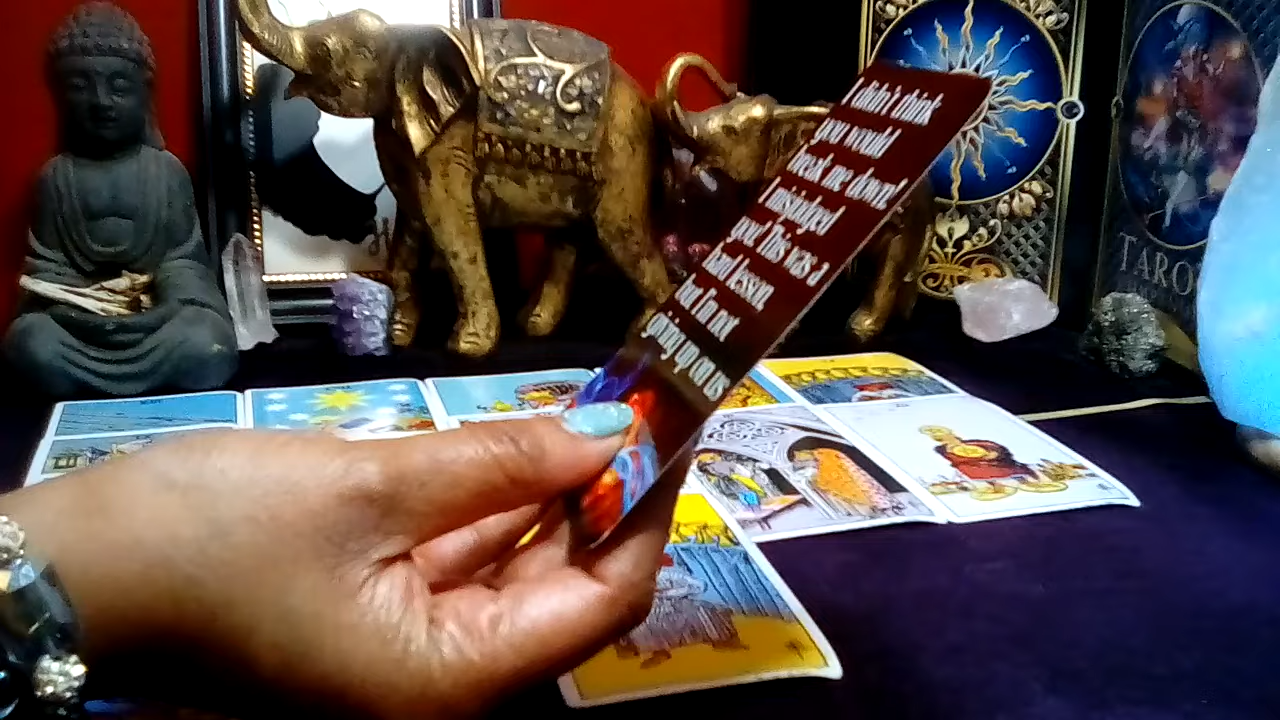 I didn't think
you would
break me down!
I misjudged
you! This was a
hard lesson,
but I'm not
giving up on us
TARO